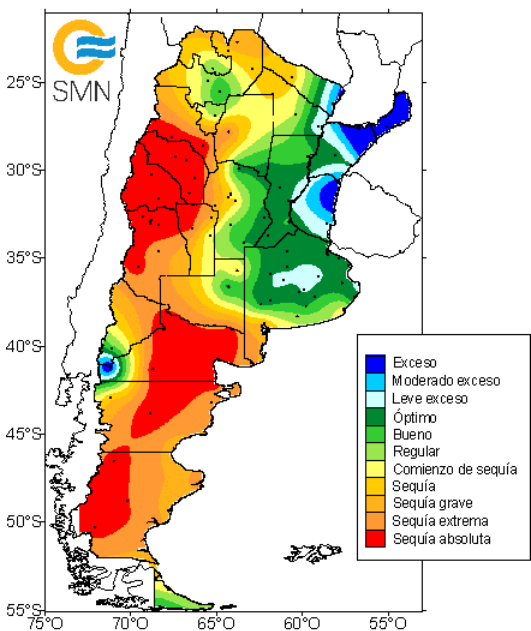 SMN
25°S
30°S
35°S
40°S
45°S
50°S
55°S
75°O
70°O
65°O
60°O
55°O
Exceso
Moderado exceso
Leve exceso
Óptimo
Bueno
Regular
Comienzo de sequía
Sequía
Sequía grave
Sequía extrema
Sequía absoluta